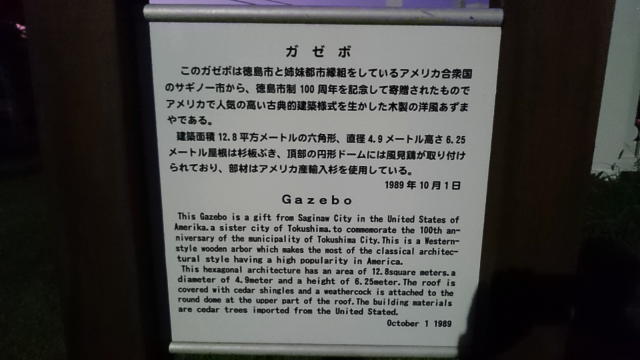 ガゼボ
このガゼボは徳島市と姉妹都市縁組をしているアメリカ合衆国
のサギノー市から、徳島市制100周年を記念して寄贈されたもので
アメリカで人気の高い古典的建築様式を生かした木製の洋風あずま
やである。
建築面積12.8平方メートルの六角形、直径4.9メートル高さ6.25
メートル屋根は杉板ぶき、頂部の円形ドームには風見鶏が取り付け
られており、部材はアメリカ産輸入杉を使用している。
1989年10月1日
Gazebo
This Gazebo is a gift from Saginaw City in the United States of
Amerika.a sister city of Tokushima.to commemorate the 100th an-
niversary of the municipality of Tokushima City.This is a Western-
style wooden arbor which makes the most of the classical architec-
tural style having a high popularity in America.
This hexagonal architecture has an area of 12.8square meters.a
diameter of 4.9meter and a height of 6.25meter.The roof is
covered with cedar shingles and a weathercock is attached to the
round dome at the upper part of the roof.The building materials
are cedar trees imported from the United Stated.
October 1 1989